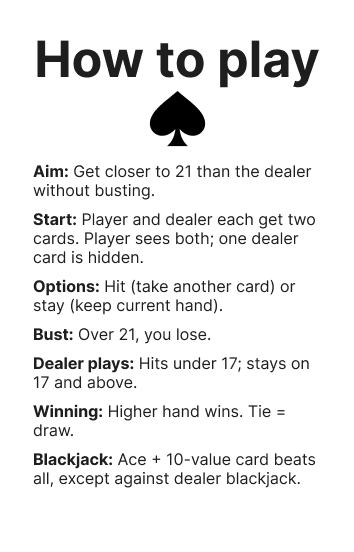 How to play
Aim: Get closer to 21 than the dealer
without busting.
Start: Player and dealer each get two
cards. Player sees both; one dealer
card is hidden.
Options: Hit (take another card) or
stay (keep current hand).
Bust: Over 21, you lose.
Dealer plays: Hits under 17; stays on
17 and above.
Winning: Higher hand wins. Tie =
draw.
Blackjack: Ace + 10-value card beats
all, except against dealer blackjack.